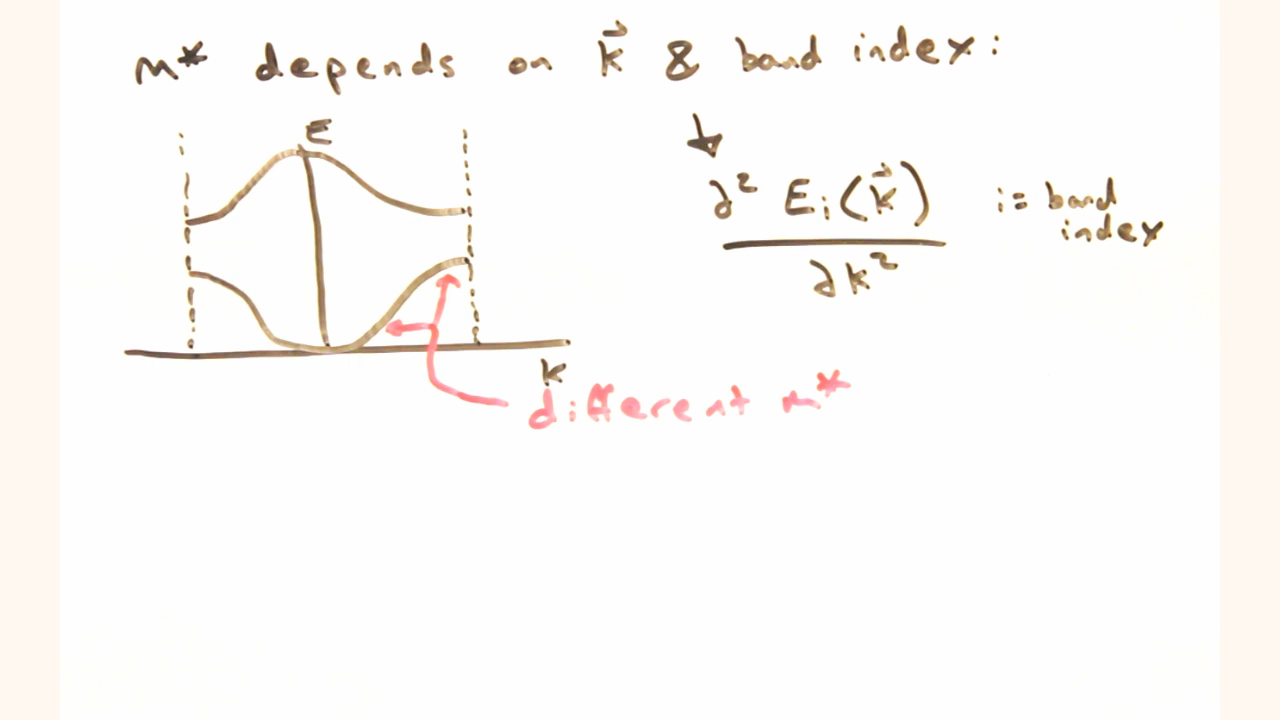 m* depends on k⃗ & band index:
E
∂² Eᵢ(k⃗)
∂k²
i = band
index
k
different m*